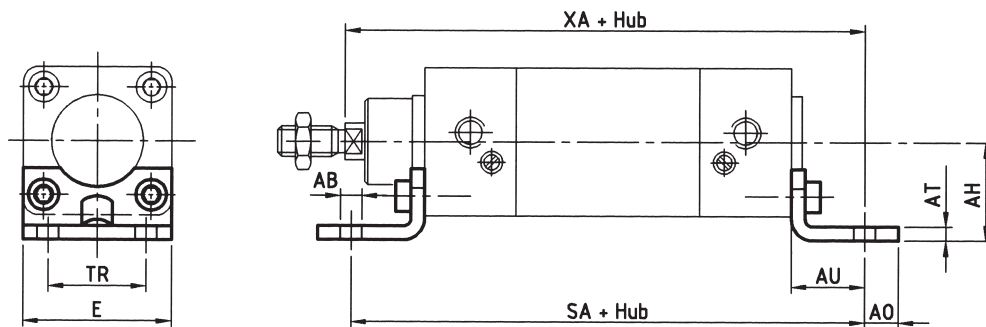 XA + Hub
AB
AT
AH
TR
AU
E
SA + Hub
AO